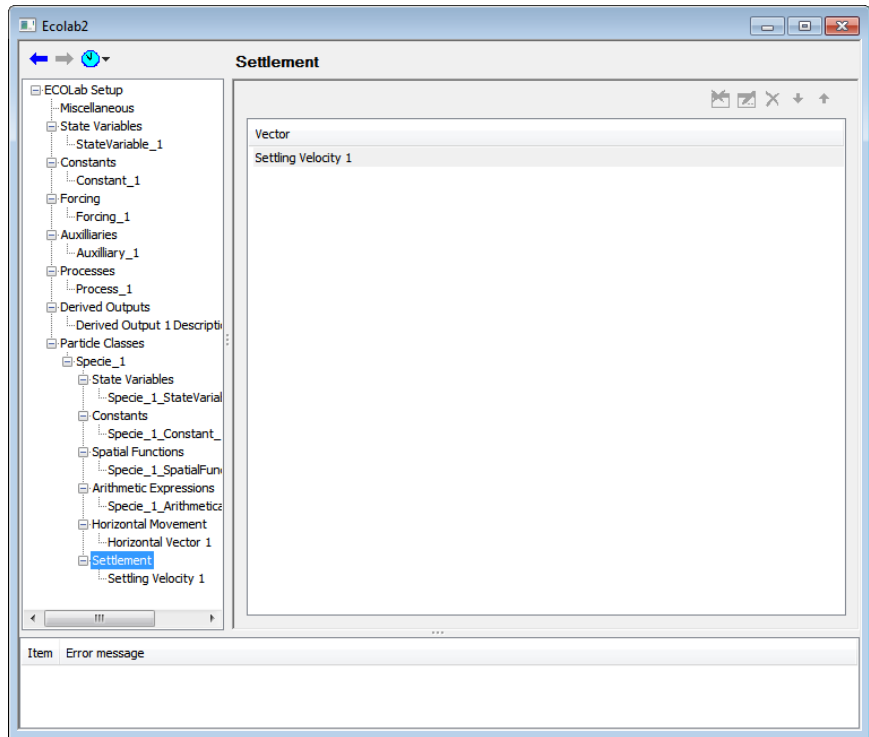 Ecolab2
Settlement
ECOLab Setup
Miscellaneous
State Variables
StateVariable_1
Constants
Constant_1
Forcing
Forcing_1
Auxilliaries
Auxilliary_1
Processes
Process_1
Derived Outputs
Derived Output 1 Descripti
Particle Classes
Specie_1
State Variables
Specie_1_StateVarial
Constants
Specie_1_Constant_
Spatial Functions
Specie_1_SpatialFun
Arithmetic Expressions
Specie_1_Arithmetica
Horizontal Movement
Horizontal Vector 1
Settlement
Settling Velocity 1
Vector
Settling Velocity 1
Item Error message